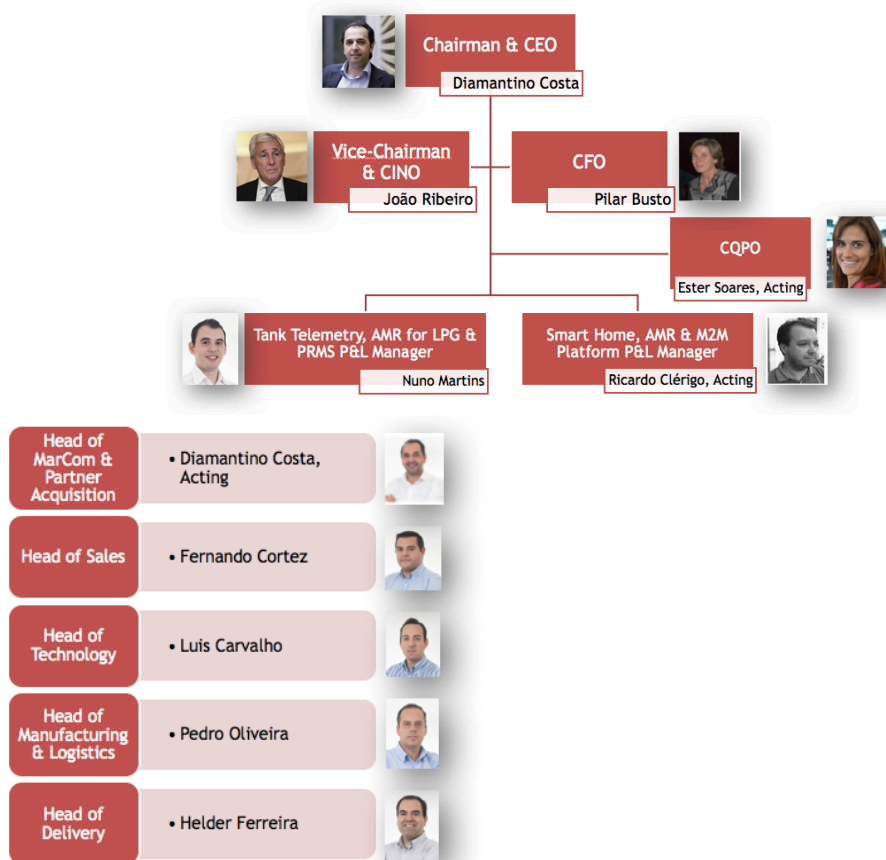 Chairman & CEO
Diamantino Costa
Vice-Chairman
& CINO
João Ribeiro
CFO
Pilar Busto
CQPO
Ester Soares, Acting
Tank Telemetry, AMR for LPG &
PRMS P&L Manager
Nuno Martins
Smart Home, AMR & M2M
Platform P&L Manager
Ricardo Clérigo, Acting
Head of
MarCom &
Partner
Acquisition
• Diamantino Costa,
Acting
Head of Sales
• Fernando Cortez
Head of
Technology
• Luis Carvalho
Head of
Manufacturing
& Logistics
• Pedro Oliveira
Head of
Delivery
• Helder Ferreira